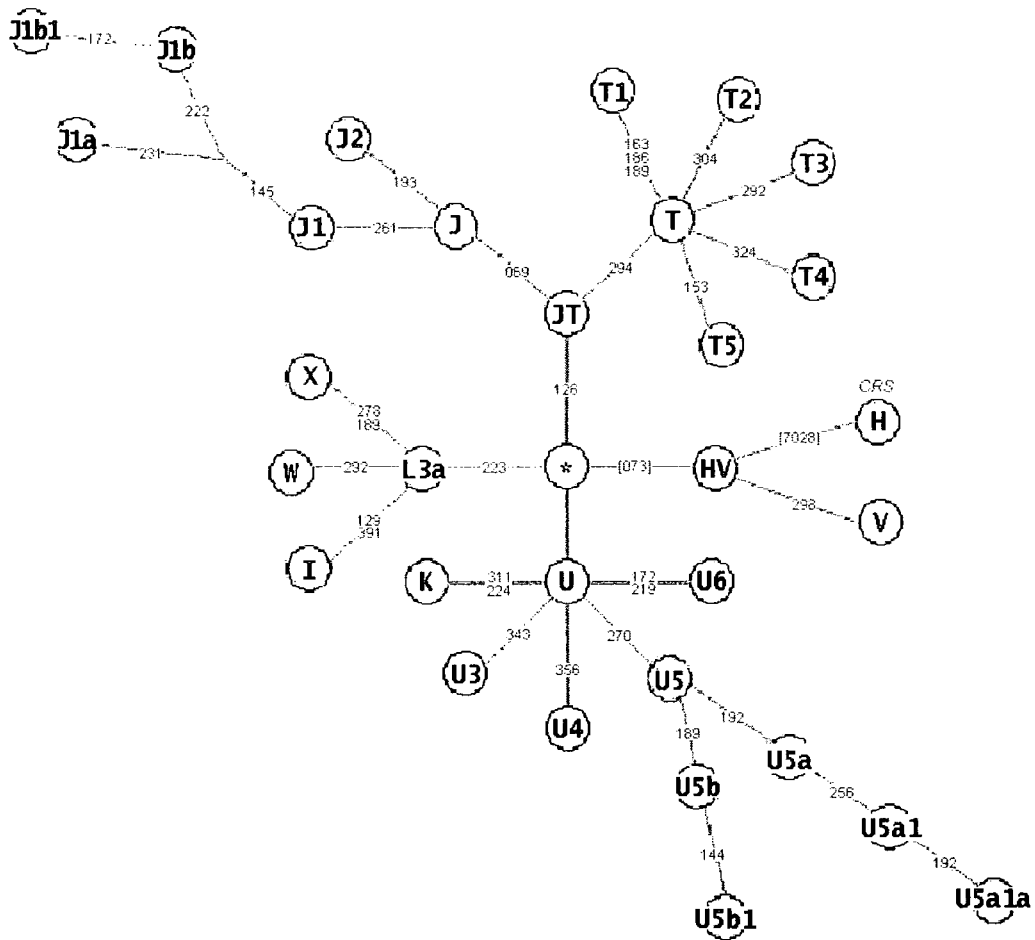 J1b1
172
J1b
222
J1a
231
145
J1
261
J2
193
J
069
JT
T1
T2
163
186
189
304
T3
292
T
324
T4
294
153
T5
126
X
278
189
CRS
H
[7028]
W
292
L3a
223
*
[073]
HV
298
V
129
391
I
K
311
224
U
172
219
U6
343
270
U3
356
U5
U4
192
189
U5a
U5b
256
U5a1
144
192
U5a1a
U5b1